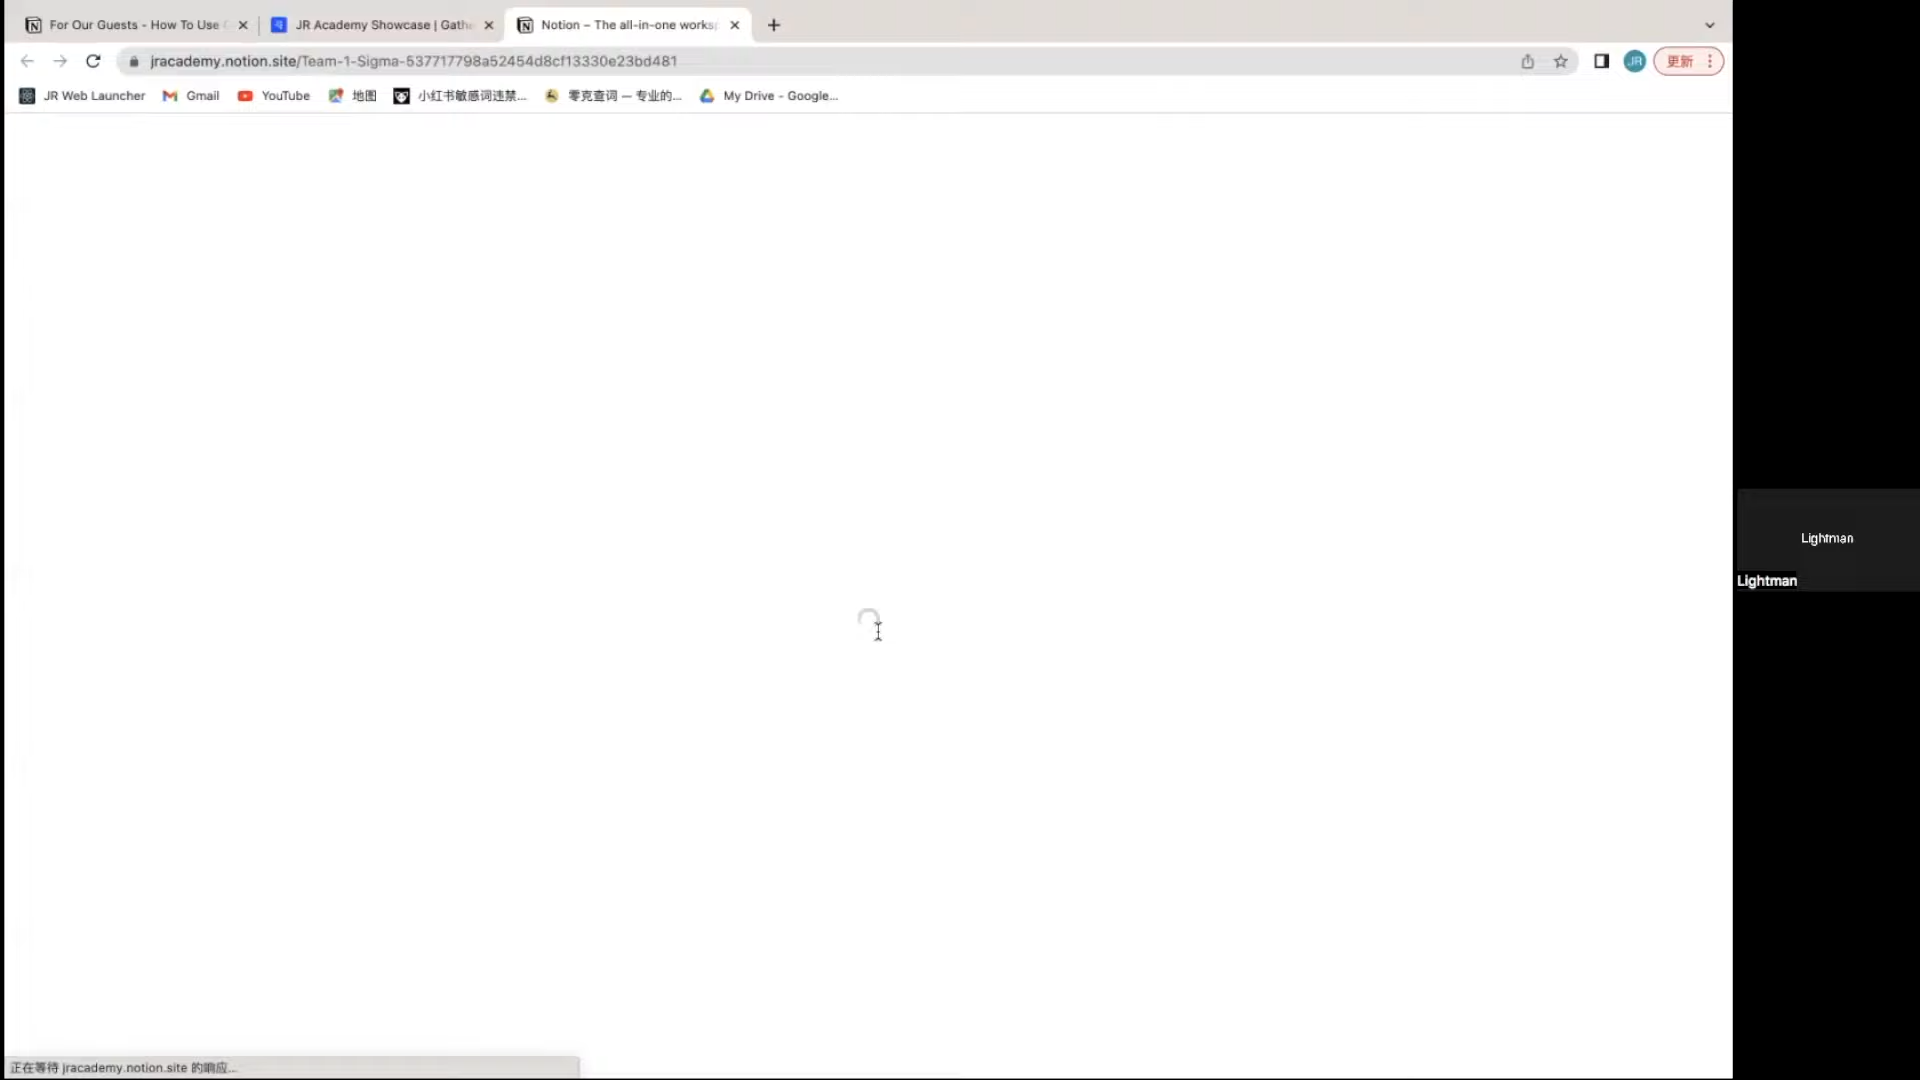 For Our Guests - How To Use
JR Academy Showcase | Gathe
Notion – The all-in-one works
jracademy.notion.site/Team-1-Sigma-537717798a52454d8cf13330e23bd481
JR
更新
JR Web Launcher
Gmail
YouTube
地图
小红书敏感词违禁...
零克查词 — 专业的...
My Drive - Google...
Lightman
Lightman
正在等待 jracademy.notion.site 的响应...